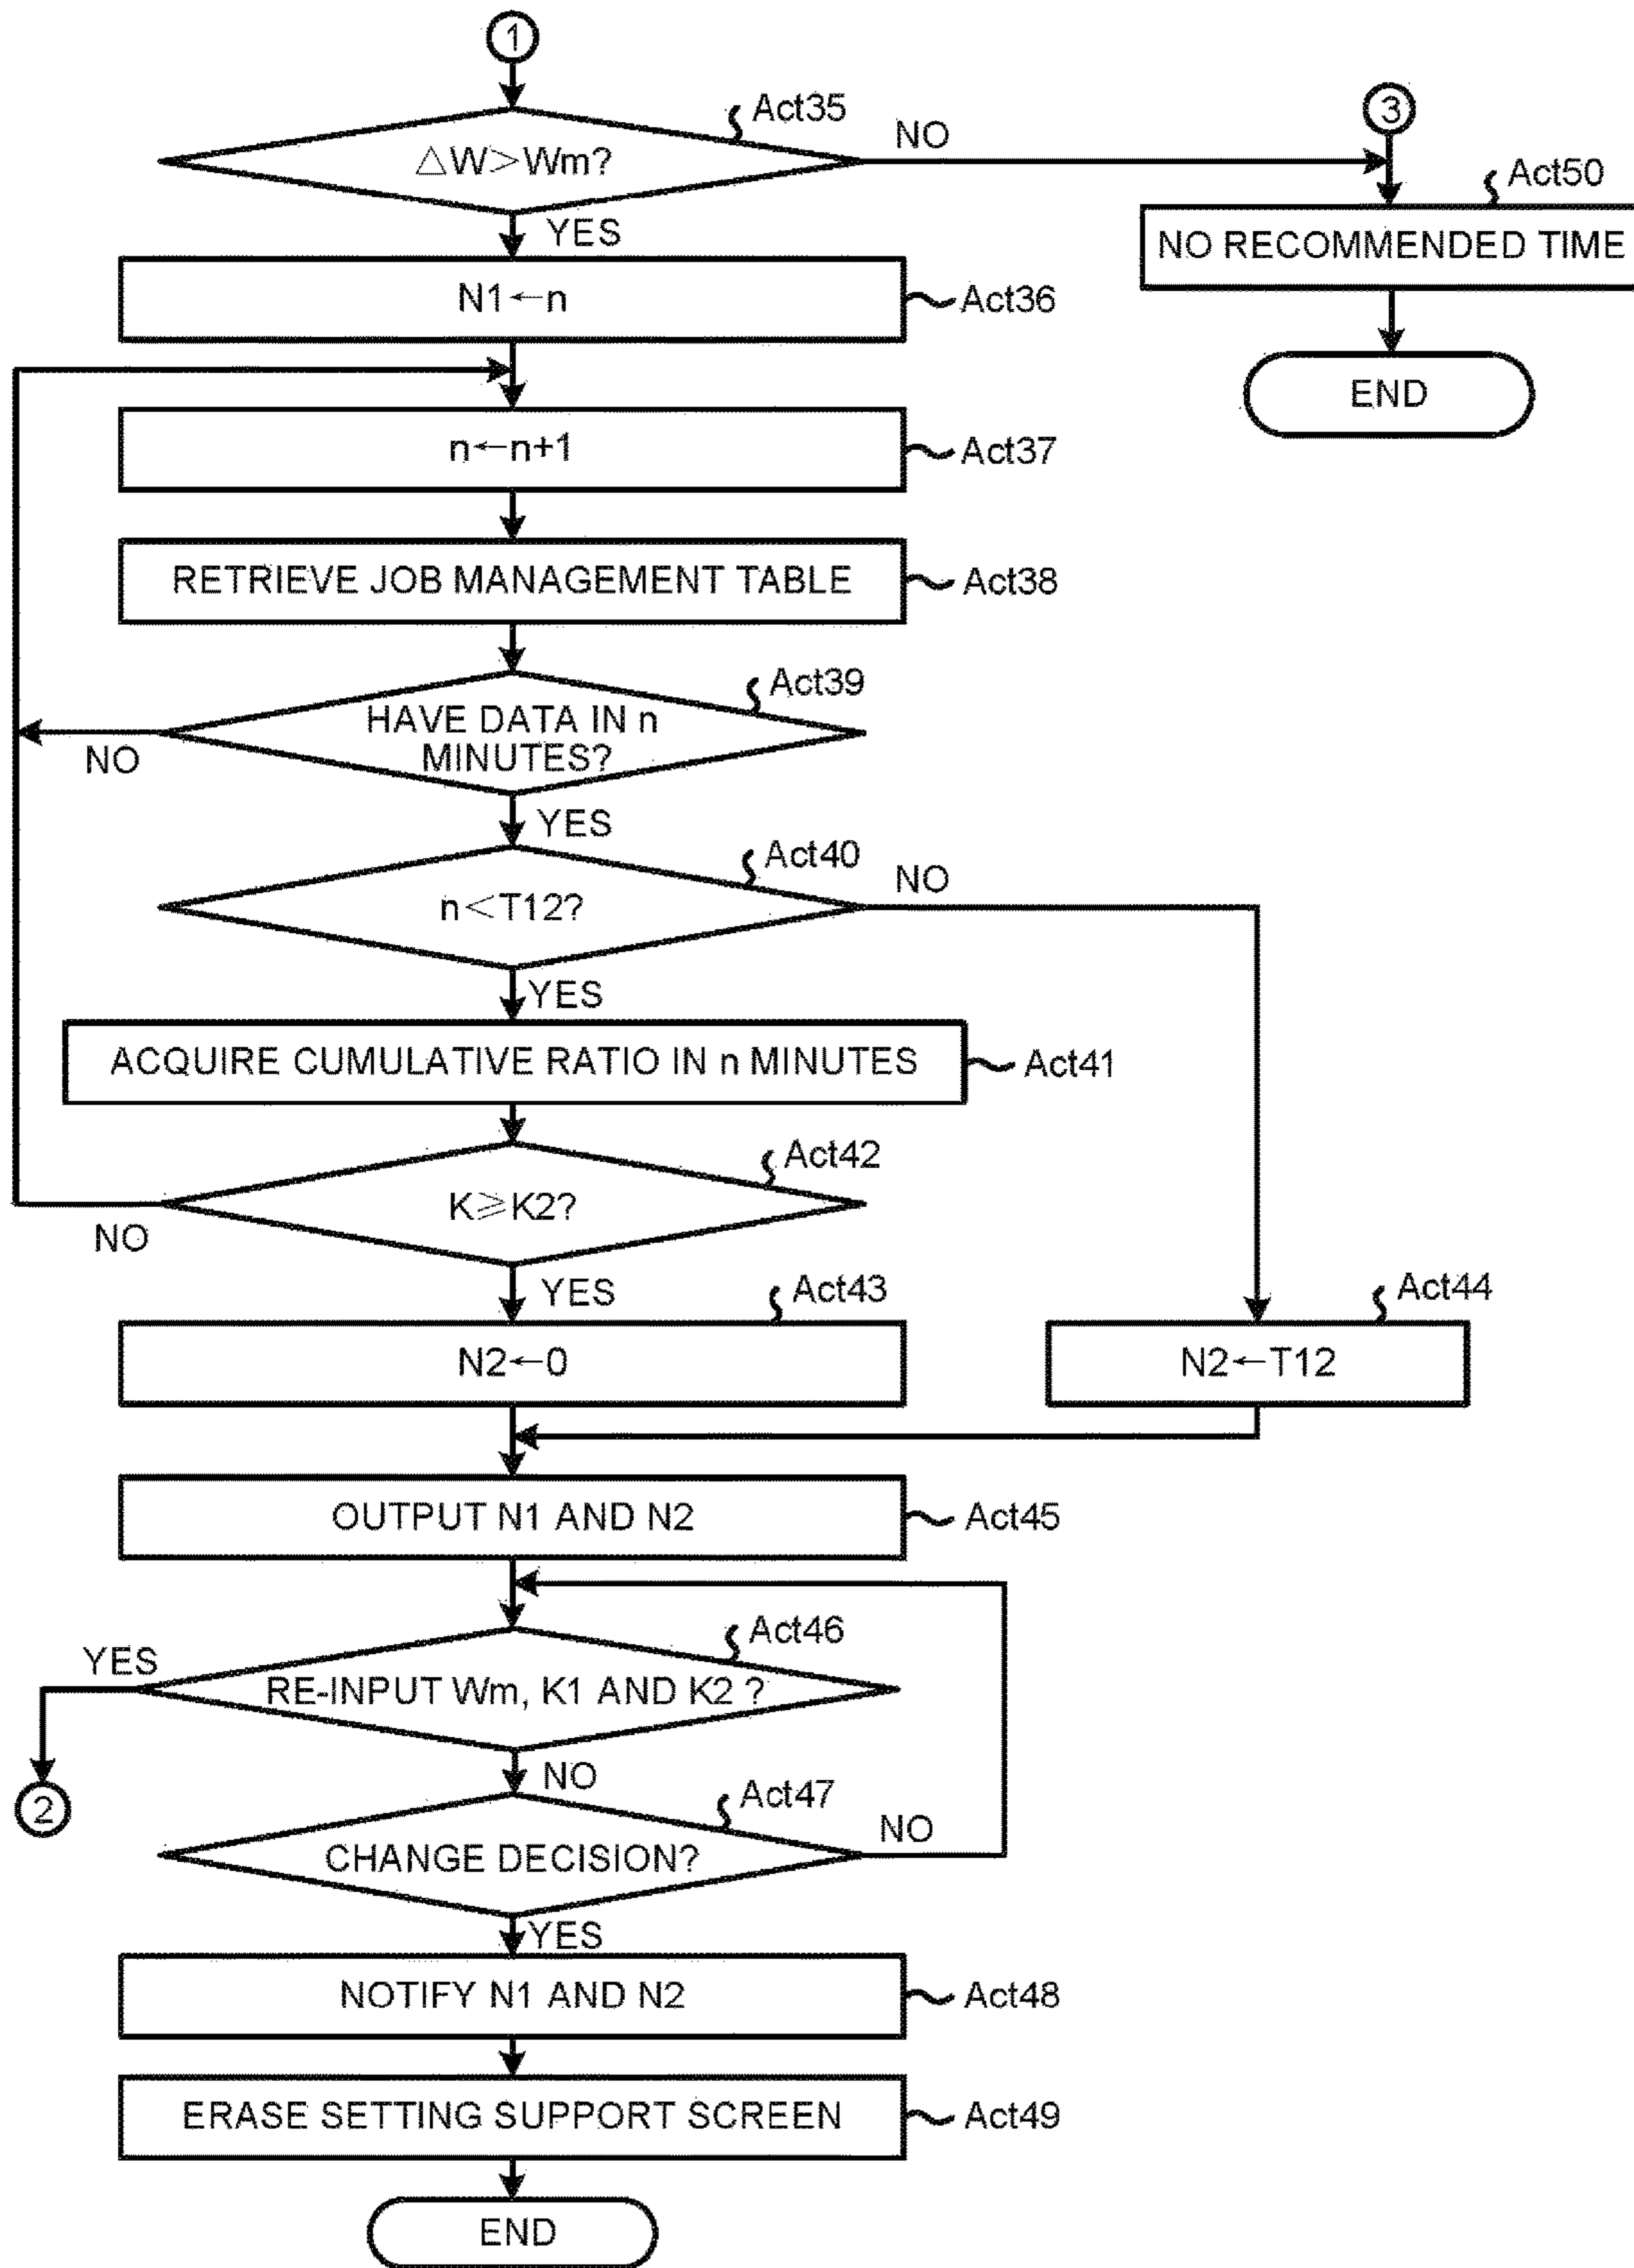 1
Act35
△W>Wm?
NO
YES
3
Act50
NO RECOMMENDED TIME
END
N1←n
Act36
n←n+1
Act37
RETRIEVE JOB MANAGEMENT TABLE
Act38
Act39
HAVE DATA IN n
MINUTES?
NO
YES
Act40
n<T12?
NO
YES
ACQUIRE CUMULATIVE RATIO IN n MINUTES
Act41
Act42
K≧K2?
NO
YES
Act43
N2←0
Act44
N2←T12
OUTPUT N1 AND N2
Act45
Act46
YES
RE-INPUT Wm, K1 AND K2 ?
2
NO
Act47
CHANGE DECISION?
NO
YES
NOTIFY N1 AND N2
Act48
ERASE SETTING SUPPORT SCREEN
Act49
END